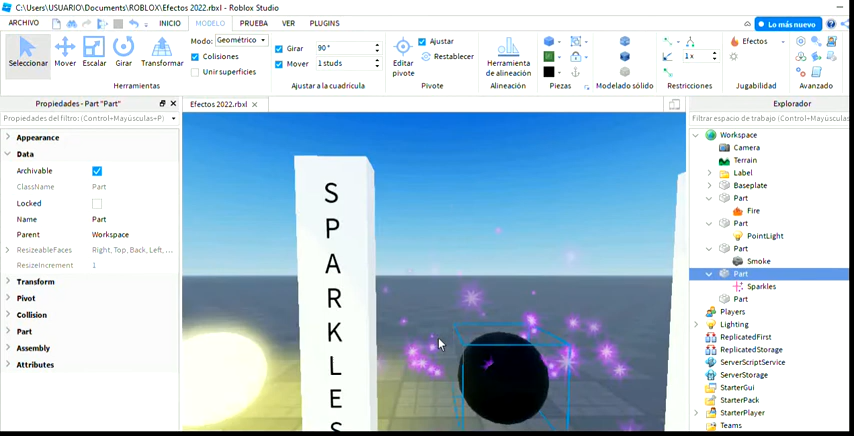 C:\Users\USUARIO\Documents\ROBLOX\Efectos 2022.rbxl - Roblox Studio
ARCHIVO
INICIO
MODELO
PRUEBA
VER
PLUGINS
Lo más nuevo
Seleccionar
Mover
Escalar
Girar
Transformar
Modo:
Geométrico
Colisiones
Unir superficies
Herramientas
Girar
90°
Mover
1 studs
Ajustar a la cuadrícula
Editar
pivote
Ajustar
Restablecer
Pivote
Herramienta
de alineación
Alineación
Piezas
Modelado sólido
1 x
Restricciones
Efectos
Jugabilidad
Avanzado
Propiedades - Part "Part"
Propiedades del filtro: (Control+Mayúsculas+P)
Appearance
Data
Archivable
ClassName
Part
Locked
Name
Part
Parent
Workspace
ResizeableFaces
Right, Top, Back, Left, ...
ResizeIncrement
1
Transform
Pivot
Collision
Part
Assembly
Attributes
Efectos 2022.rbxl
S
P
A
R
K
L
E
S
Explorador
Filtrar espacio de trabajo (Control+Mayúsculas
Workspace
Camera
Terrain
Label
Baseplate
Part
Fire
Part
PointLight
Part
Smoke
Part
Sparkles
Part
Players
Lighting
ReplicatedFirst
ReplicatedStorage
ServerScriptService
ServerStorage
StarterGui
StarterPack
StarterPlayer
Teams